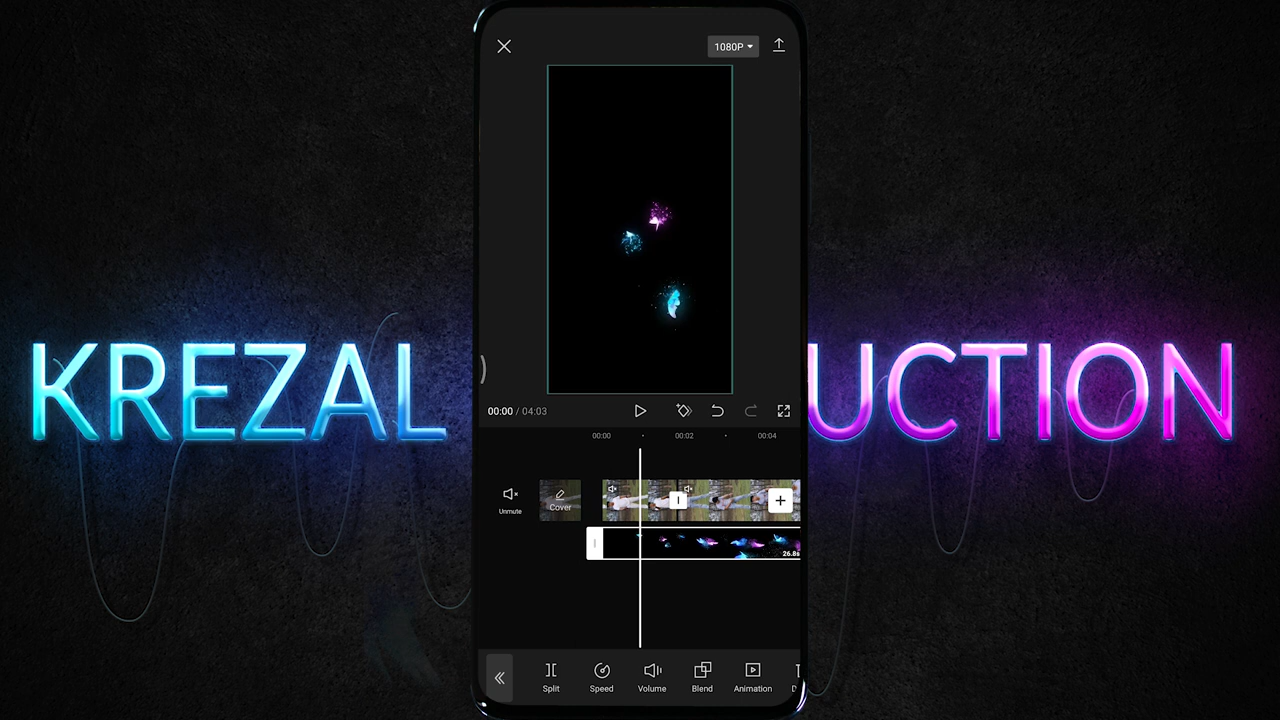 1080P
KREZAL
UCTION
00:00 / 04:03
00:00
00:02
00:04
Unmute
Cover
26.8s
Split
Speed
Volume
Blend
Animation